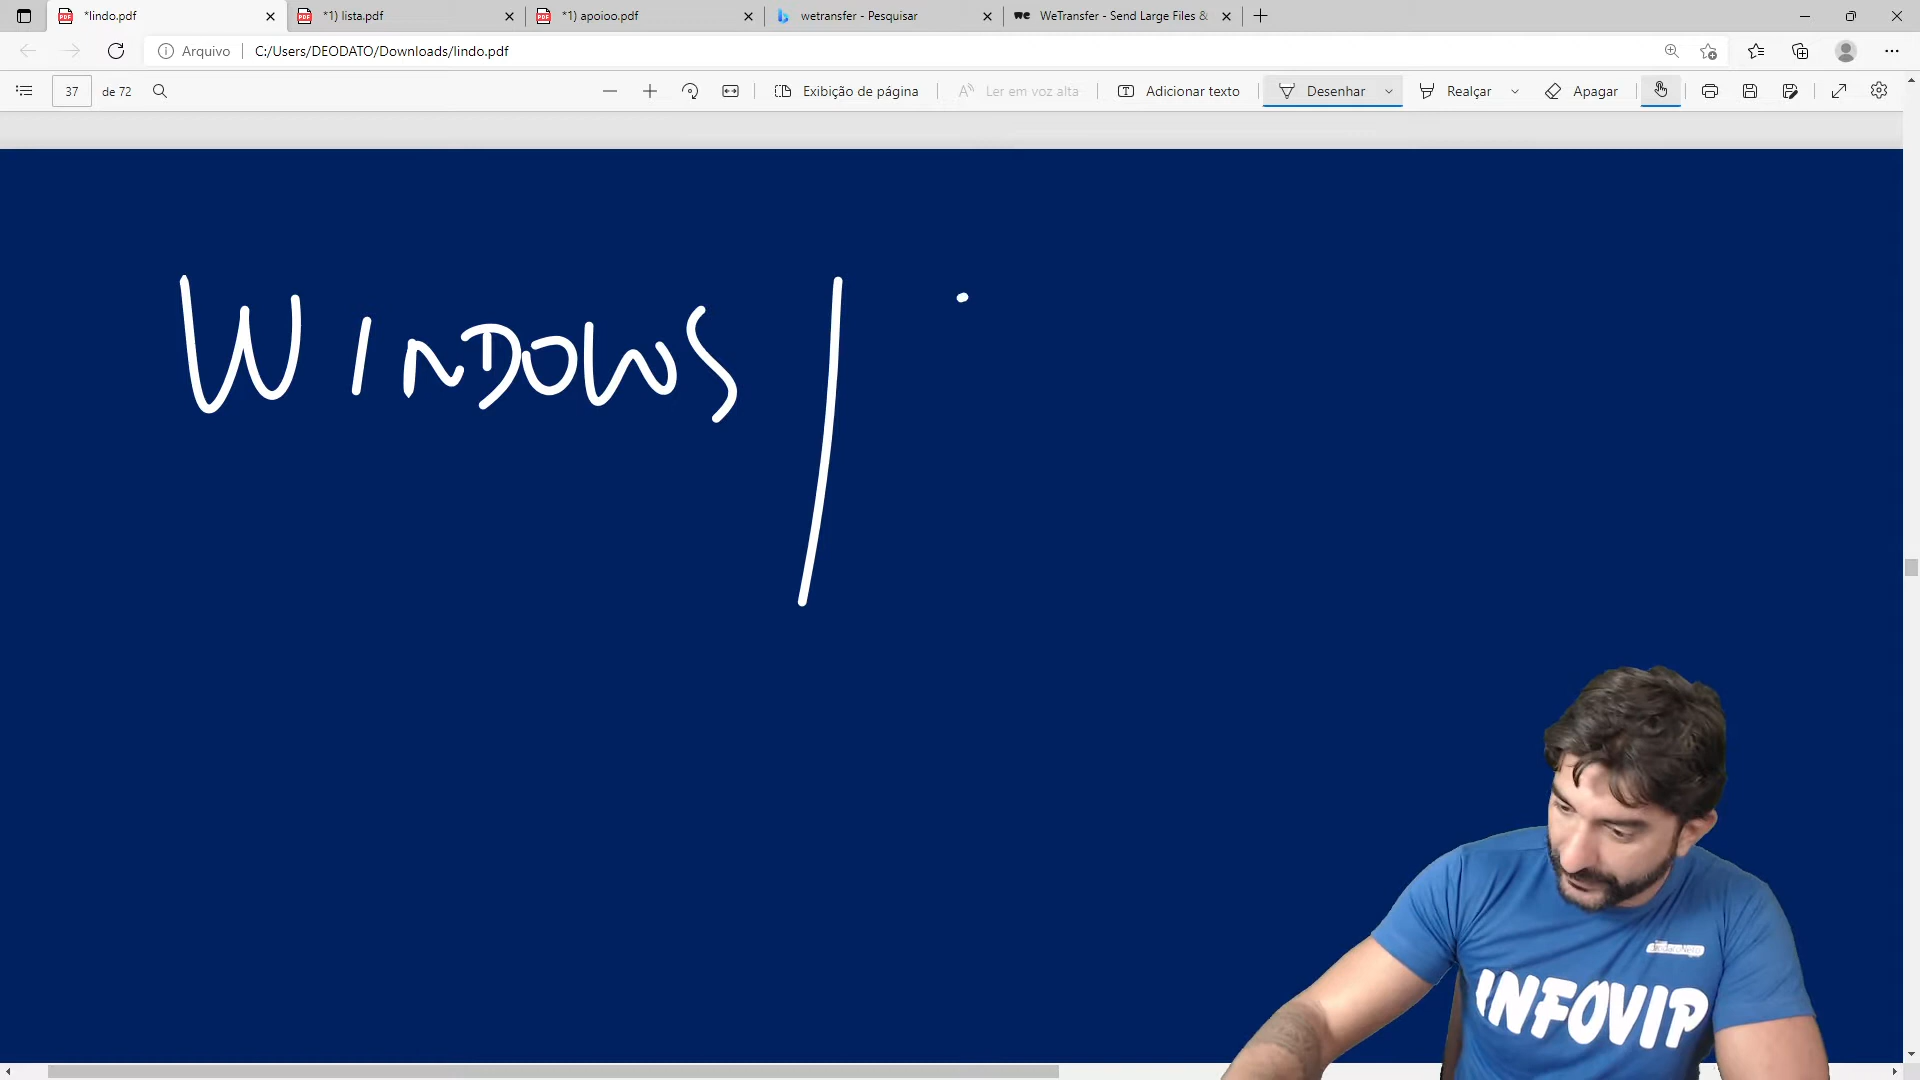 *lindo.pdf
*1) lista.pdf
*1) apoioo.pdf
wetransfer - Pesquisar
WeTransfer - Send Large Files &
Arquivo
C:/Users/DEODATO/Downloads/lindo.pdf
37 de 72
Exibição de página
Ler em voz alta
Adicionar texto
Desenhar
Realçar
Apagar
WINDOWS
INFOVIP